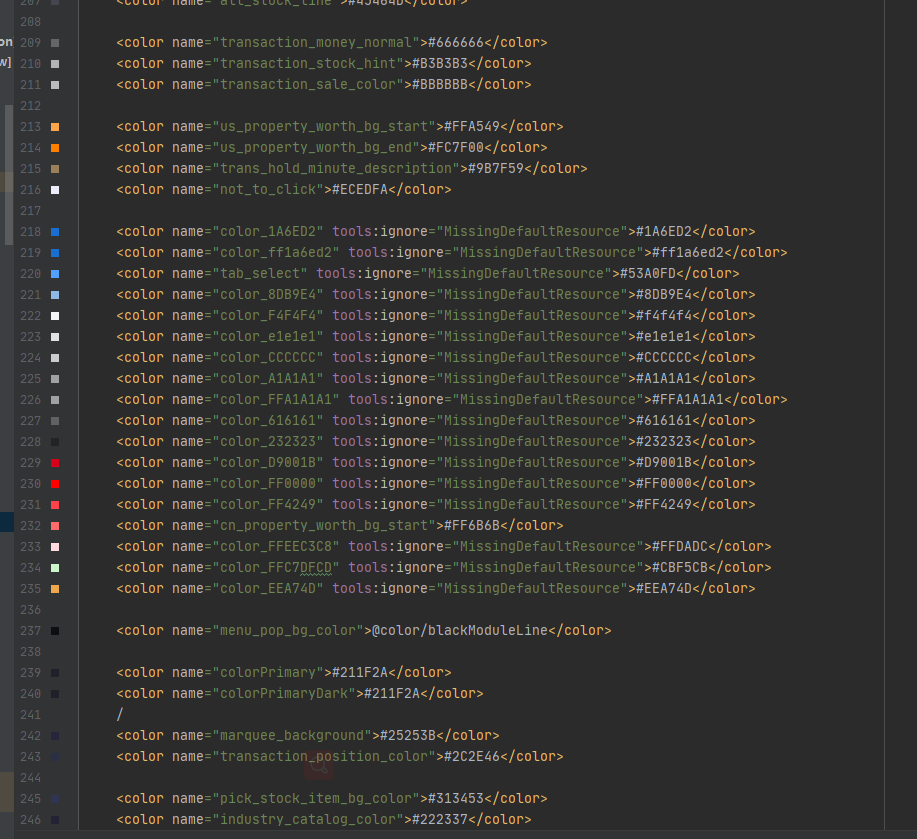 on
w]
207 <color name="all_stock_line">#45484D</color>
208
209 <color name="transaction_money_normal">#666666</color>
210 <color name="transaction_stock_hint">#B3B3B3</color>
211 <color name="transaction_sale_color">#BBBBBB</color>
212
213 <color name="us_property_worth_bg_start">#FFA549</color>
214 <color name="us_property_worth_bg_end">#FC7F00</color>
215 <color name="trans_hold_minute_description">#9B7F59</color>
216 <color name="not_to_click">#ECEDFA</color>
217
218 <color name="color_1A6ED2" tools:ignore="MissingDefaultResource">#1A6ED2</color>
219 <color name="color_ff1a6ed2" tools:ignore="MissingDefaultResource">#ff1a6ed2</color>
220 <color name="tab_select" tools:ignore="MissingDefaultResource">#53A0FD</color>
221 <color name="color_8DB9E4" tools:ignore="MissingDefaultResource">#8DB9E4</color>
222 <color name="color_F4F4F4" tools:ignore="MissingDefaultResource">#f4f4f4</color>
223 <color name="color_e1e1e1" tools:ignore="MissingDefaultResource">#e1e1e1</color>
224 <color name="color_CCCCCC" tools:ignore="MissingDefaultResource">#CCCCCC</color>
225 <color name="color_A1A1A1" tools:ignore="MissingDefaultResource">#A1A1A1</color>
226 <color name="color_FFA1A1A1" tools:ignore="MissingDefaultResource">#FFA1A1A1</color>
227 <color name="color_616161" tools:ignore="MissingDefaultResource">#616161</color>
228 <color name="color_232323" tools:ignore="MissingDefaultResource">#232323</color>
229 <color name="color_D9001B" tools:ignore="MissingDefaultResource">#D9001B</color>
230 <color name="color_FF0000" tools:ignore="MissingDefaultResource">#FF0000</color>
231 <color name="color_FF4249" tools:ignore="MissingDefaultResource">#FF4249</color>
232 <color name="cn_property_worth_bg_start">#FF6B6B</color>
233 <color name="color_FFEEC3C8" tools:ignore="MissingDefaultResource">#FFDADC</color>
234 <color name="color_FFC7DFCD" tools:ignore="MissingDefaultResource">#CBF5CB</color>
235 <color name="color_EEA74D" tools:ignore="MissingDefaultResource">#EEA74D</color>
236
237 <color name="menu_pop_bg_color">@color/blackModuleLine</color>
238
239 <color name="colorPrimary">#211F2A</color>
240 <color name="colorPrimaryDark">#211F2A</color>
241 /
242 <color name="marquee_background">#25253B</color>
243 <color name="transaction_position_color">#2C2E46</color>
244
245 <color name="pick_stock_item_bg_color">#313453</color>
246 <color name="industry_catalog_color">#222337</color>